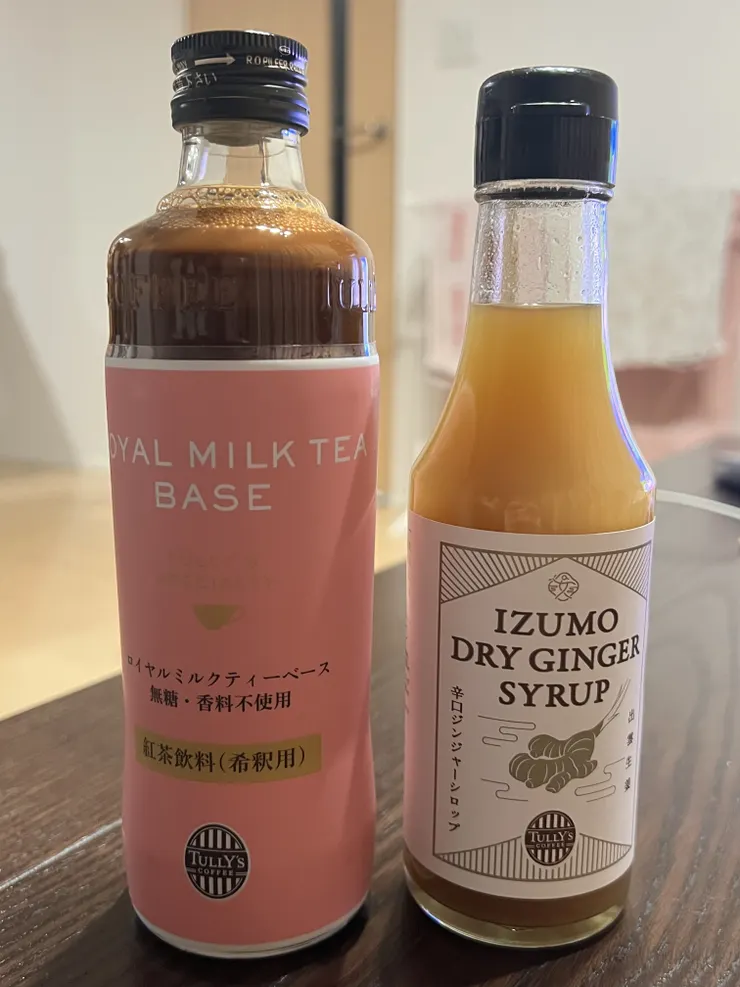 R.O PILFER
OYAL MILK TEA
BASE
ロイヤルミルクティーベース
無糖・香料不使用
紅茶飲料(希釈用)
TULLY'S
COFFEE
IZUMO
DRY GINGER
SYRUP
辛口ジンジャーシロップ
出雲生姜
TULLY'S
COFFEE